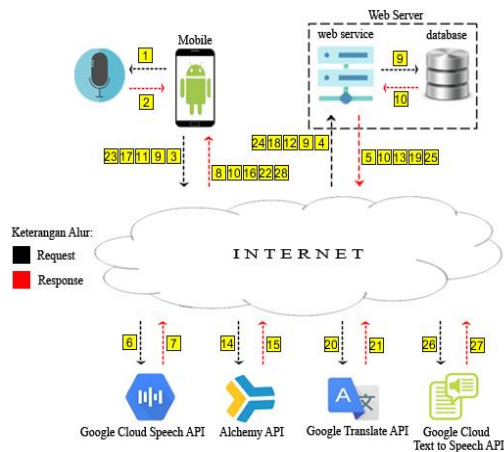 Web Server
Mobile
web service
database
1
2
9
10
23 17 11 9 3
8 10 16 22 28
24 18 12 9 4
5 10 13 19 25
Keterangan Alur:
Request
Response
INTERNET
6
7
14
15
20
21
26
27
A
文
Google Cloud Speech API
Alchemy API
Google Translate API
Google Cloud
Text to Speech API